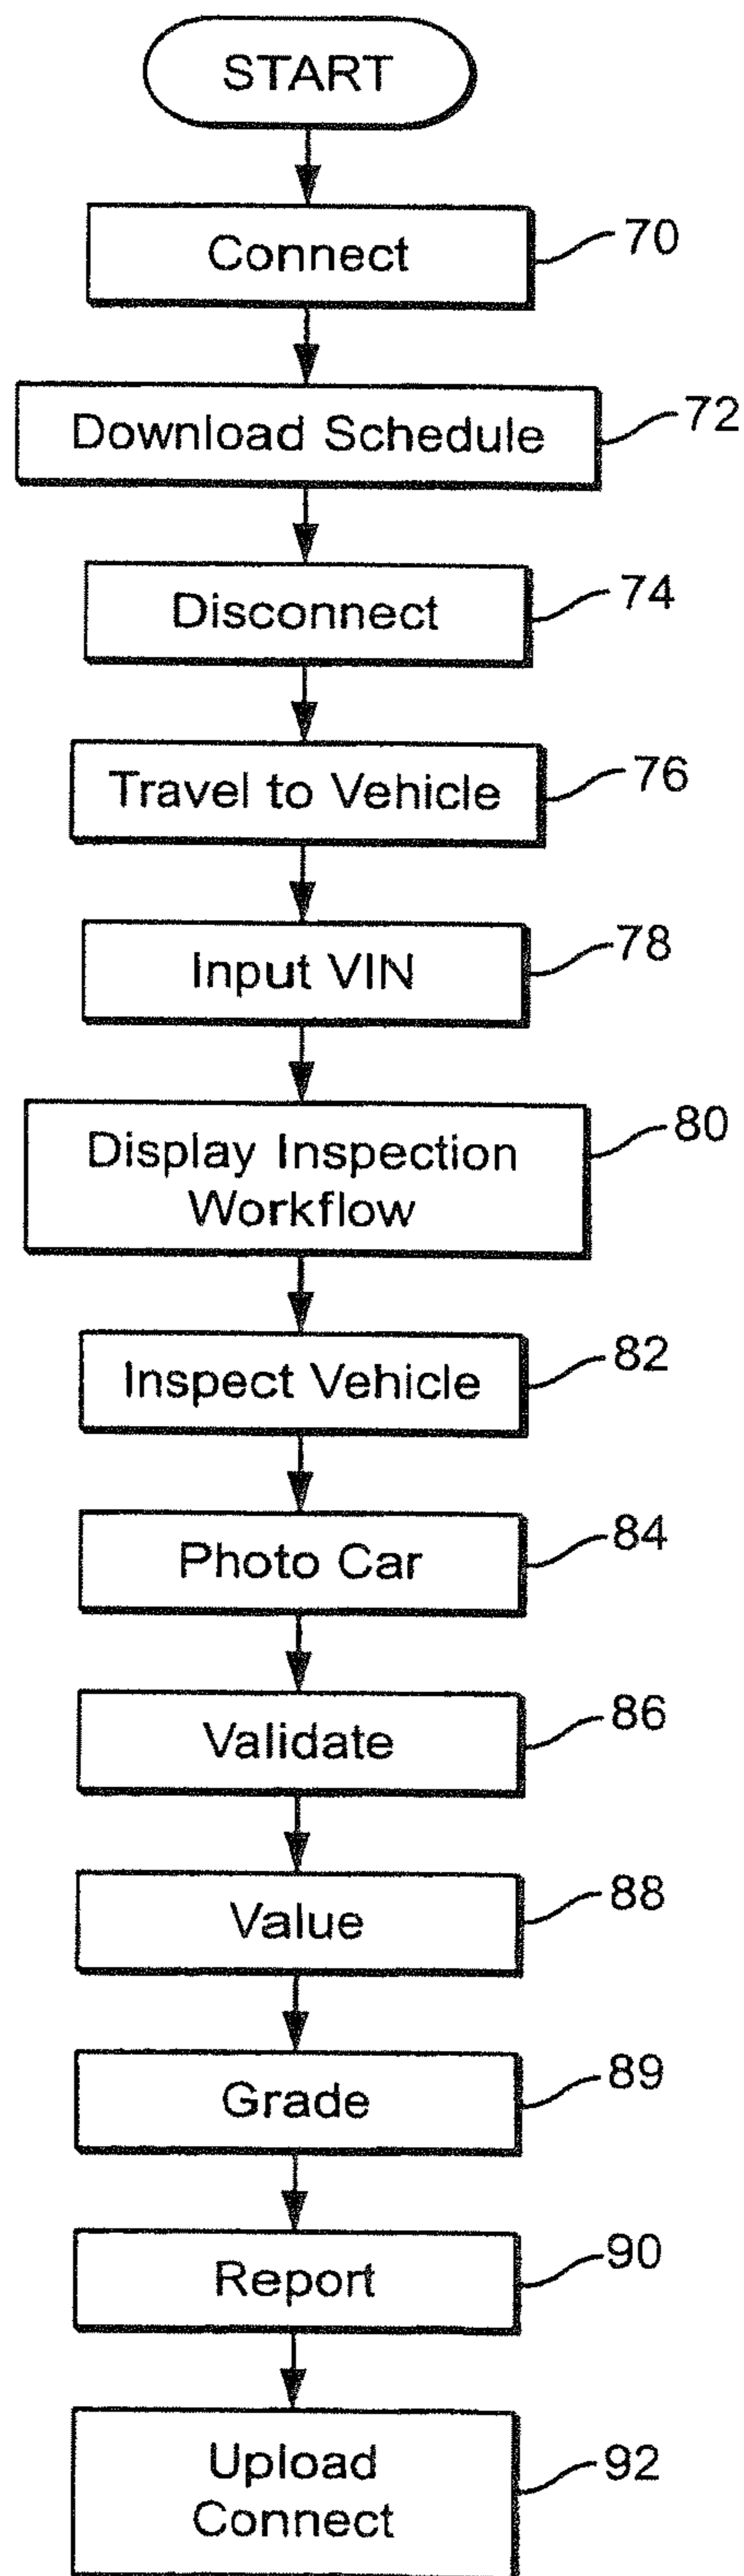 START
Connect
70
Download Schedule
72
Disconnect
74
Travel to Vehicle
76
Input VIN
78
Display Inspection
Workflow
80
Inspect Vehicle
82
Photo Car
84
Validate
86
Value
88
Grade
89
Report
90
Upload
Connect
92